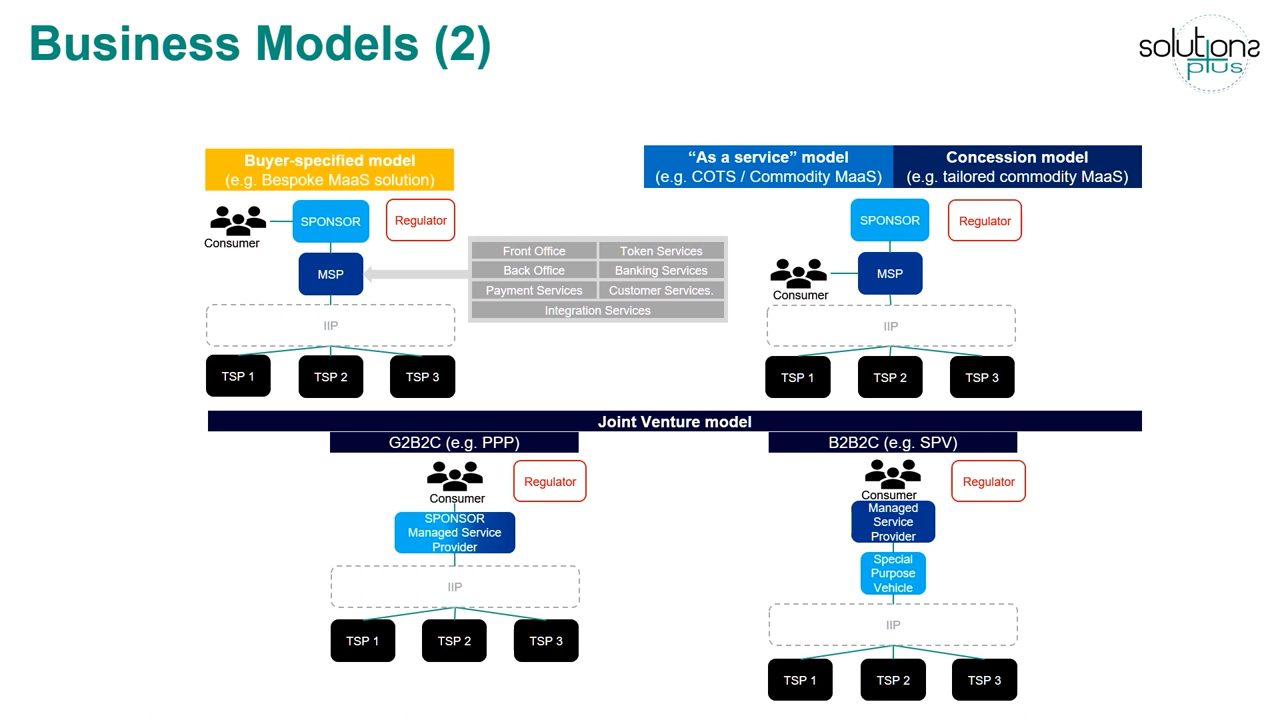 Business Models (2)
solutions
plus
Buyer-specified model
(e.g. Bespoke MaaS solution)
Consumer
SPONSOR
Regulator
MSP
IIP
TSP 1
TSP 2
TSP 3
Front Office
Token Services
Back Office
Banking Services
Payment Services
Customer Services.
Integration Services
“As a service” model
(e.g. COTS / Commodity MaaS)
Concession model
(e.g. tailored commodity MaaS)
SPONSOR
Regulator
Consumer
MSP
IIP
TSP 1
TSP 2
TSP 3
Joint Venture model
G2B2C (e.g. PPP)
Consumer
Regulator
SPONSOR
Managed Service
Provider
IIP
TSP 1
TSP 2
TSP 3
B2B2C (e.g. SPV)
Consumer
Regulator
Managed
Service
Provider
Special
Purpose
Vehicle
IIP
TSP 1
TSP 2
TSP 3